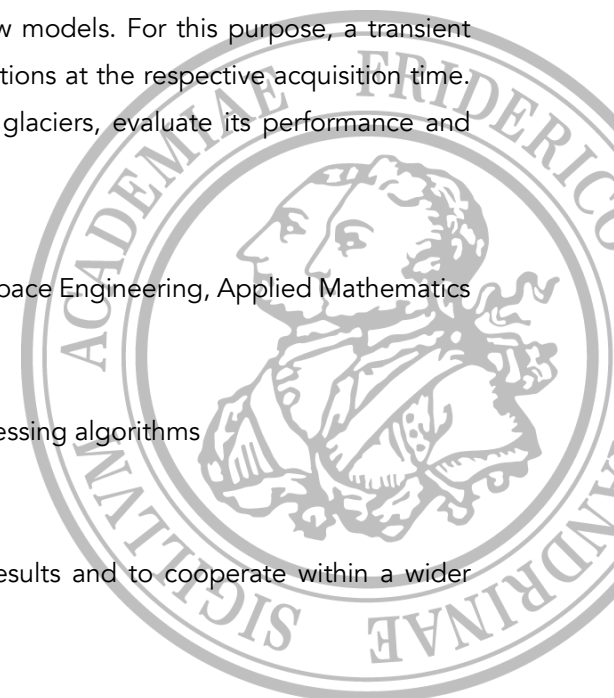 w models. For this purpose, a transient
tions at the respective acquisition time.
glaciers, evaluate its performance and
pace Engineering, Applied Mathematics
essing algorithms
esults and to cooperate within a wider
SIGILLVM ACADEMIAE FRIDERICO
ANDRINAE